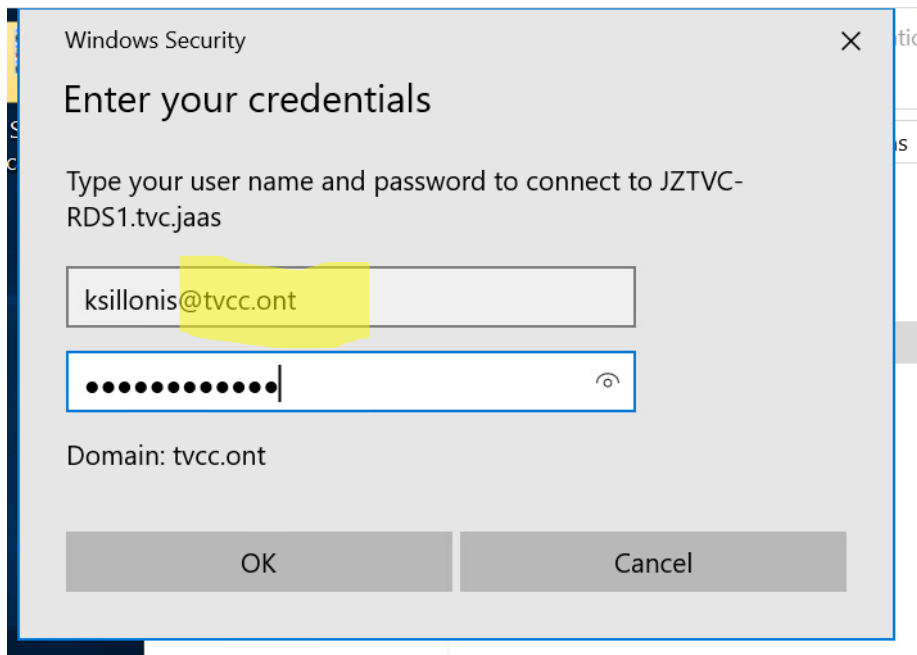 Windows Security
Enter your credentials
Type your user name and password to connect to JZTVC-
RDS1.tvc.jaas
ksillonis@tvcc.ont
●●●●●●●●●●●●
Domain: tvcc.ont
OK
Cancel